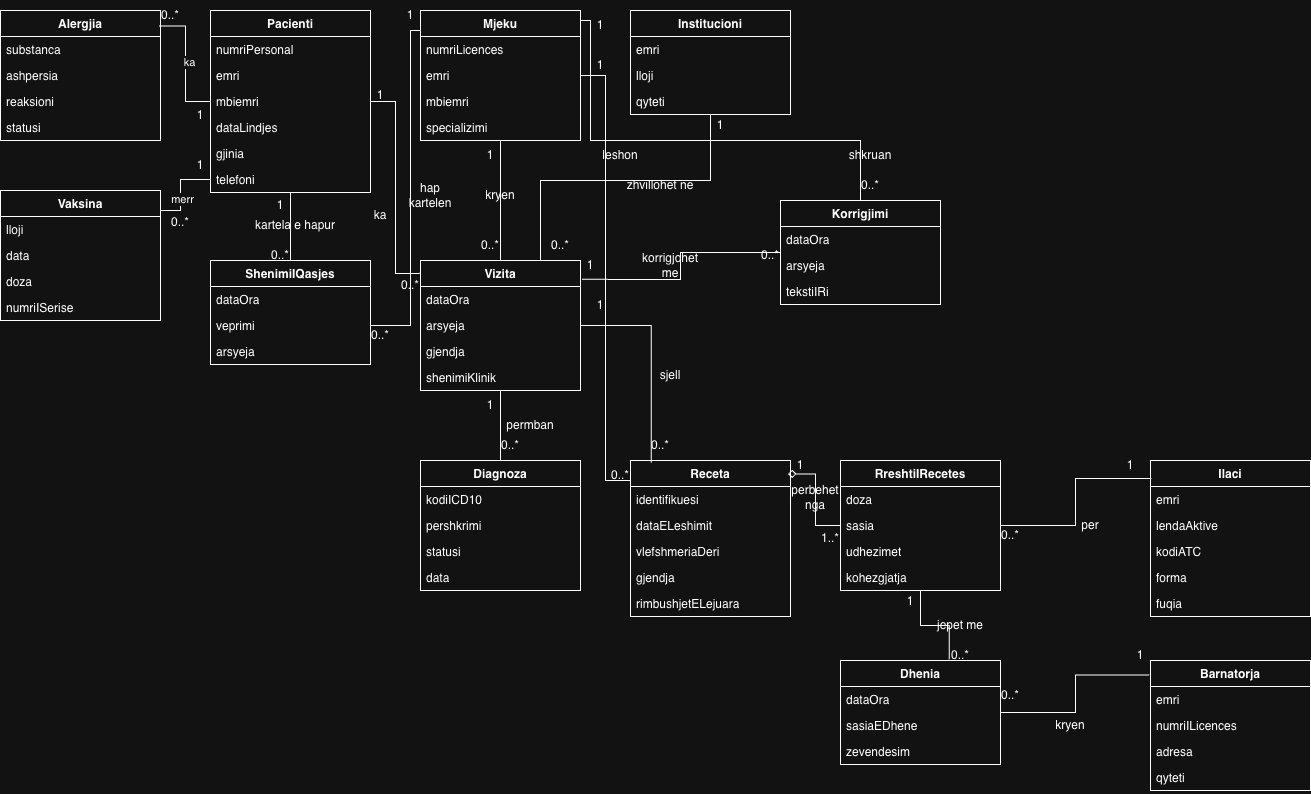 Alergjia
substanca
ashpersia
reaksioni
statusi
0..*
ka
1
Pacienti
numriPersonal
emri
mbiemri
dataLindjes
gjinia
telefoni
1
merr
0..*
Vaksina
lloji
data
doza
numriISerise
1
kartela e hapur
0..*
ShenimiIQasjes
dataOra
veprimi
arsyeja
0..*
1
hap
kartelen
1
ka
0..*
Mjeku
numriLicences
emri
mbiemri
specializimi
1
kryen
0..*
1
shkruan
0..*
1
leshon
0..*
Institucioni
emri
lloji
qyteti
1
zhvillohet ne
0..*
Korrigjimi
dataOra
arsyeja
tekstiIRi
Vizita
dataOra
arsyeja
gjendja
shenimiKlinik
1
korrigjohet
me
0..*
1
sjell
0..*
1
permban
0..*
Diagnoza
kodiICD10
pershkrimi
statusi
data
Receta
identifikuesi
dataELeshimit
vlefshmeriaDeri
gjendja
rimbushjetELejuara
1
perbehet
nga
1..*
RreshtiIRecetes
doza
sasia
udhezimet
kohezgjatja
0..*
per
1
Ilaci
emri
lendaAktive
kodiATC
forma
fuqia
1
jepet me
0..*
Dhenia
dataOra
sasiaEDhene
zevendesim
0..*
kryen
1
Barnatorja
emri
numriILicences
adresa
qyteti